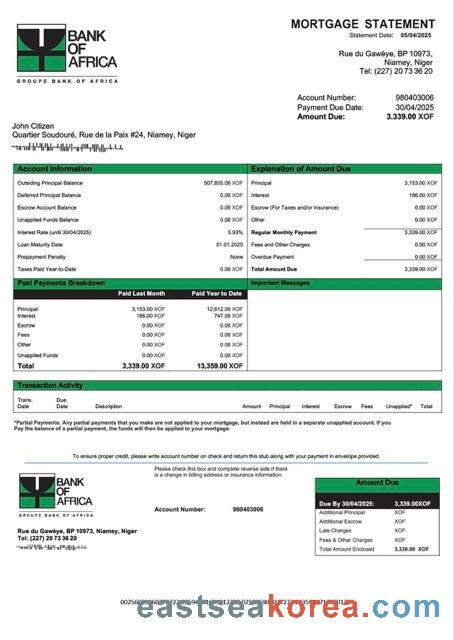 BANK
OF
AFRICA
GROUPE BANK OF AFRICA
MORTGAGE STATEMENT
Statement Date: 05/04/2025
Rue du Gawèye, BP 10973,
Niamey, Niger
Tel: (227) 20 73 36 20
Account Number: 980403006
Payment Due Date: 30/04/2025
Amount Due: 3.339.00 XOF
John Citizen
Quartier Soudouré, Rue de la Paix #24, Niamey, Niger
Account Information
Outsiding Principal Balance 507,855.00 XOF
Deferred Principal Balance 0.00 XOF
Escrow Account Balance 0.00 XOF
Unapplied Funds Balance 0.00 XOF
Interest Rate (until 30/04/2025) 5.93%
Loan Maturity Date 01.01.2025
Prepayment Penalty None
Taxes Paid Year-to-Date 0.00 XOF
Explanation of Amount Due
Principal 3,153.00 XOF
Interest 186.00 XOF
Escrow (For Taxes and/or insurance) 0.00 XOF
Other 0.00 XOF
Regular Monthly Payment 3,339.00 XOF
Fees and Other Charges 0.00 XOF
Overdue Payment 0.00 XOF
Total Amount Due 3,339.00 XOF
Past Payments Breakdown
Paid Last Month Paid Year to Date
Principal 3,153.00 XOF 12,612.00 XOF
Interest 186.00 XOF 747.00 XOF
Escrow 0.00 XOF 0.00 XOF
Fees 0.00 XOF 0.00 XOF
Other 0.00 XOF 0.00 XOF
Unapplied Funds 0.00 XOF 0.00 XOF
Total 3,339.00 XOF 13,359.00 XOF
Important Messages
Transaction Activity
Trans. Date Due Date Description Amount Principal Interest Escrow Fees Unapplied* Total
*Partial Payments: Any partial payments that you make are not applied to your mortgage, but instead are held in a separate unapplied account. If you
Pay the balance of a partial payment, the funds will then be applied to your mortgage.
To ensure proper credit, please write account number on check and return this stub along with your payment in envelope provided.
BANK
OF
AFRICA
GROUPE BANK OF AFRICA
Rue du Gawèye, BP 10973, Niamey, Niger
Tel: (227) 20 73 36 20
Please check this box and complete reverse side if there
is a change in billing address or insurance information.
Account Number: 980403006
Amount Due
Due By 30/04/2025: 3,339.00XOF
Additional Principal XOF
Additional Escrow XOF
Late Charges XOF
Fees & Other Charges XOF
Total Amount Enclosed 3,339.00 XOF
eastseakorea.com